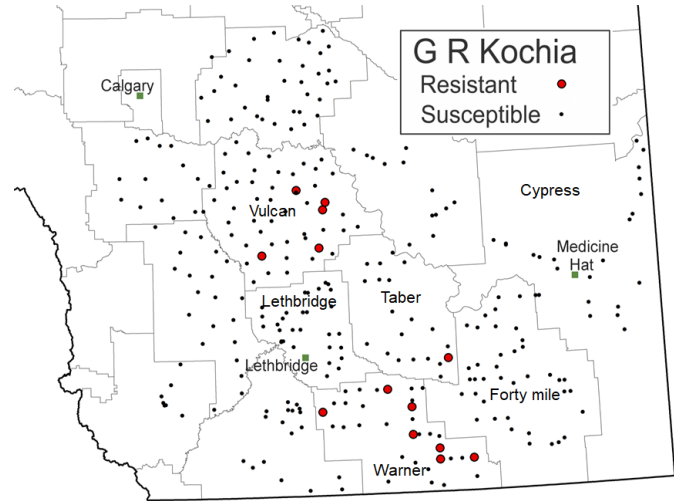 G R Kochia
Resistant
Susceptible
Calgary
Cypress
Vulcan
Medicine
Hat
Lethbridge
Taber
Lethbridge
Forty mile
Warner